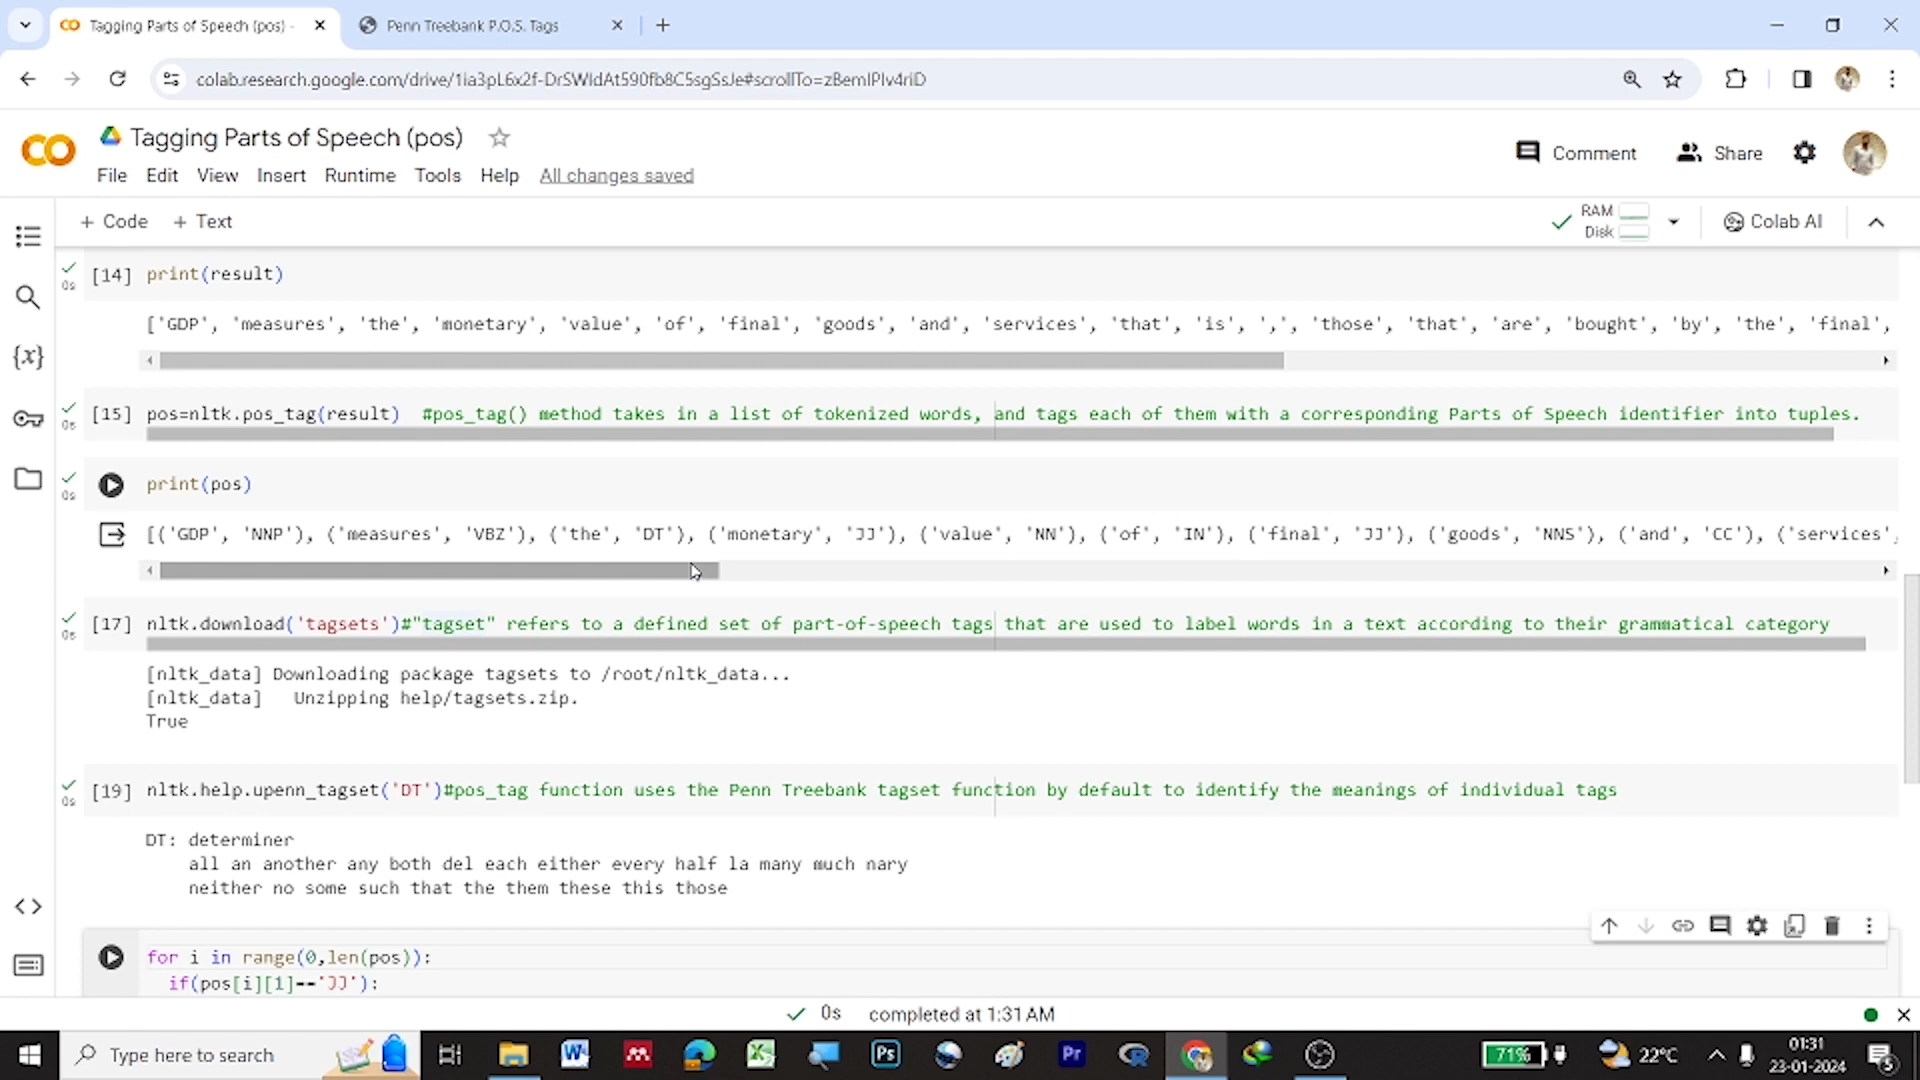 Tagging Parts of Speech (pos) -
Penn Treebank P.O.S. Tags
colab.research.google.com/drive/1ia3pL6x2f-DrSWIdAt590fb8C5sgSsJe#scrollTo=zBemIPIv4riD
Tagging Parts of Speech (pos)
Comment Share
File Edit View Insert Runtime Tools Help All changes saved
+ Code + Text
RAM
Disk
Colab AI
[14] print(result)
0s
['GDP', 'measures', 'the', 'monetary', 'value', 'of', 'final', 'goods', 'and', 'services', 'that', 'is', ',', 'those', 'that', 'are', 'bought', 'by', 'the', 'final',
[15] pos=nltk.pos_tag(result) #pos_tag() method takes in a list of tokenized words, and tags each of them with a corresponding Parts of Speech identifier into tuples.
0s
print(pos)
0s
[('GDP', 'NNP'), ('measures', 'VBZ'), ('the', 'DT'), ('monetary', 'JJ'), ('value', 'NN'), ('of', 'IN'), ('final', 'JJ'), ('goods', 'NNS'), ('and', 'CC'), ('services',
[17] nltk.download('tagsets')#"tagset" refers to a defined set of part-of-speech tags that are used to label words in a text according to their grammatical category
0s
[nltk_data] Downloading package tagsets to /root/nltk_data...
[nltk_data] Unzipping help/tagsets.zip.
True
[19] nltk.help.upenn_tagset('DT')#pos_tag function uses the Penn Treebank tagset function by default to identify the meanings of individual tags
0s
DT: determiner
all an another any both del each either every half la many much nary
neither no some such that the them these this those
for i in range(0,len(pos)):
if(pos[i][1]=='JJ'):
0s completed at 1:31 AM
Type here to search
71%
22°C
01:31
23-01-2024
5